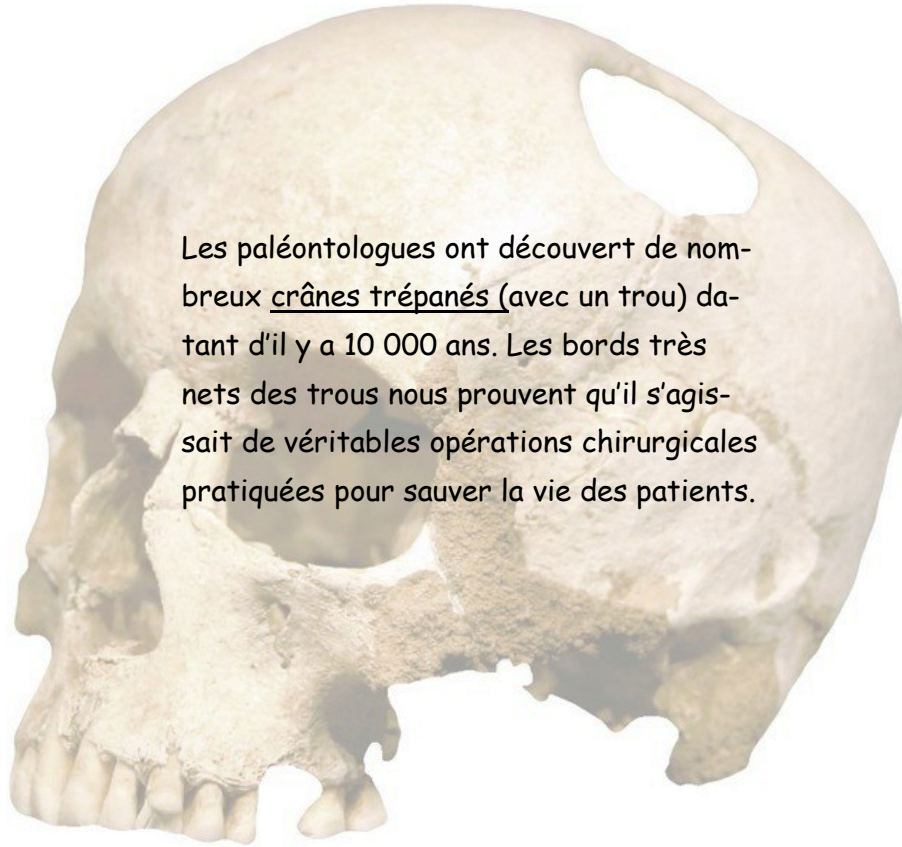 Les paléontologues ont découvert de nom-
breux crânes trépanés (avec un trou) da-
tant d'il y a 10 000 ans. Les bords très
nets des trous nous prouvent qu'il s'agis-
sait de véritables opérations chirurgicales
pratiquées pour sauver la vie des patients.